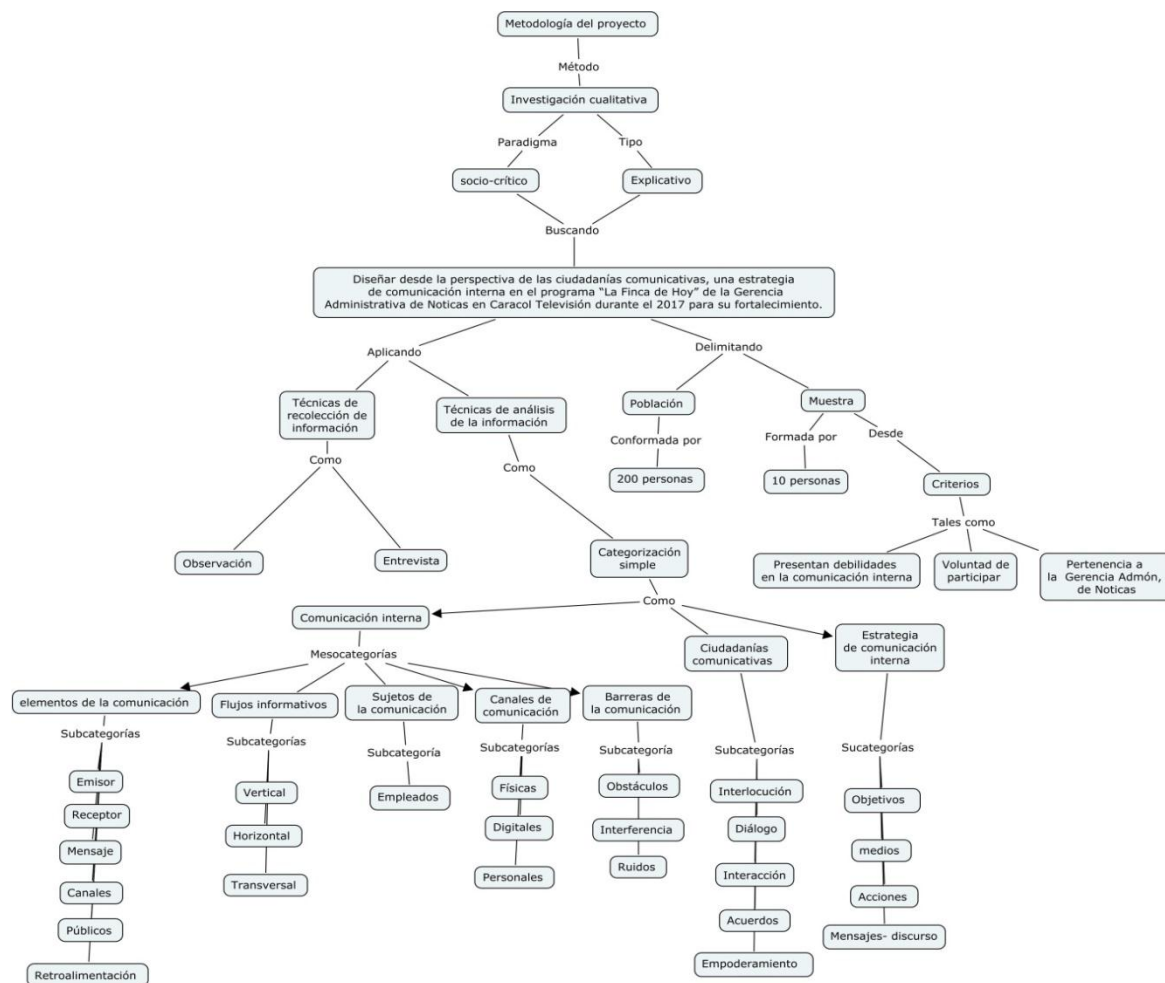 Metodología del proyecto
Método
Investigación cualitativa
Paradigma
Tipo
socio-crítico
Explicativo
Buscando
Diseñar desde la perspectiva de las ciudadanías comunicativas, una estrategia
de comunicación interna en el programa “La Finca de Hoy” de la Gerencia
Administrativa de Noticas en Caracol Televisión durante el 2017 para su fortalecimiento.
Aplicando
Delimitando
Técnicas de
recolección de
información
Técnicas de análisis
de la información
Población
Muestra
Como
Como
Conformada por
Formada por
Desde
200 personas
10 personas
Criterios
Tales como
Observación
Entrevista
Categorización
simple
Presentan debilidades
en la comunicación interna
Voluntad de
participar
Pertenencia a
la Gerencia Admón,
de Noticas
Como
Comunicación interna
Ciudadanías
comunicativas
Estrategia
de comunicación
interna
Mesocategorías
elementos de la comunicación
Flujos informativos
Sujetos de
la comunicación
Canales de
comunicación
Barreras de
la comunicación
Subcategorías
Subcategorías
Subcategoría
Subcategorías
Subcategoría
Subcategorías
Sucategorías
Emisor
Receptor
Mensaje
Canales
Públicos
Retroalimentación
Vertical
Horizontal
Transversal
Empleados
Físicas
Digitales
Personales
Obstáculos
Interferencia
Ruidos
Interlocución
Diálogo
Interacción
Acuerdos
Empoderamiento
Objetivos
medios
Acciones
Mensajes- discurso